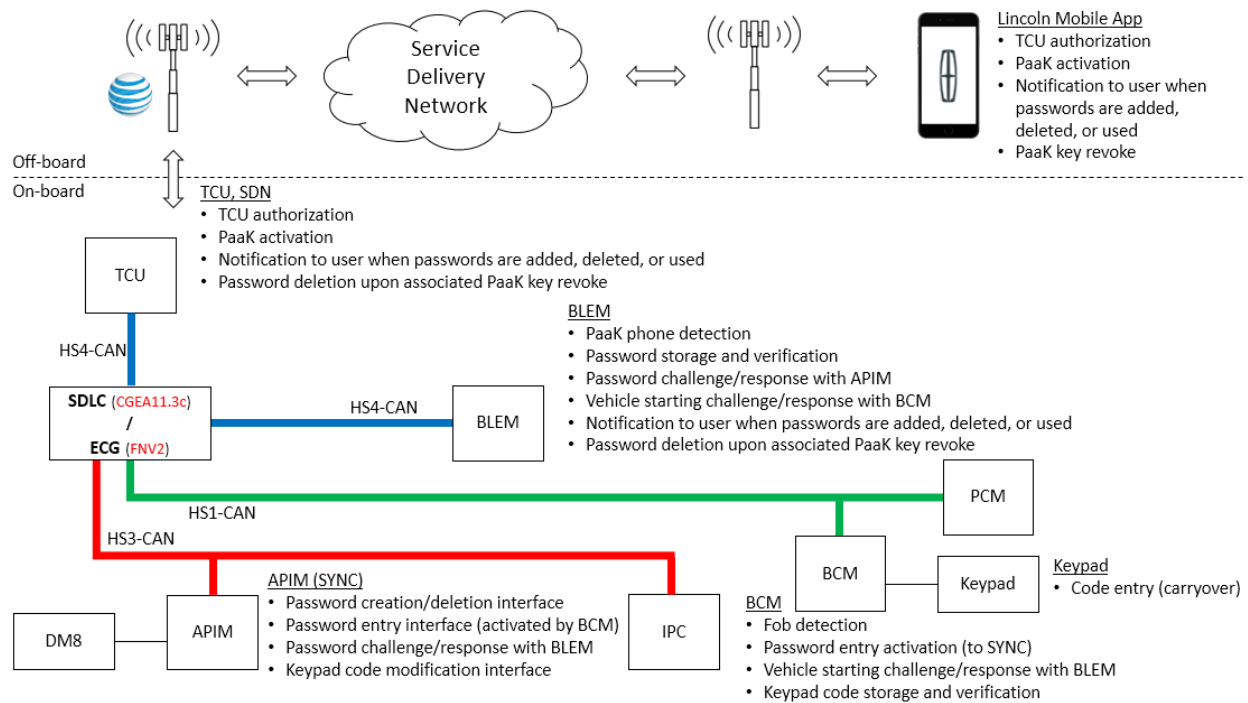 Service
Delivery
Network
Lincoln Mobile App
• TCU authorization
• PaaK activation
• Notification to user when
passwords are added,
deleted, or used
• PaaK key revoke
Off-board
On-board
TCU, SDN
• TCU authorization
• PaaK activation
• Notification to user when passwords are added, deleted, or used
• Password deletion upon associated PaaK key revoke
TCU
HS4-CAN
BLEM
• PaaK phone detection
• Password storage and verification
• Password challenge/response with APIM
• Vehicle starting challenge/response with BCM
• Notification to user when passwords are added, deleted, or used
• Password deletion upon associated PaaK key revoke
SDLC (CGEA11.3c)
/
ECG (FNV2)
HS4-CAN
BLEM
PCM
HS1-CAN
HS3-CAN
BCM
Keypad
Keypad
• Code entry (carryover)
APIM (SYNC)
• Password creation/deletion interface
• Password entry interface (activated by BCM)
• Password challenge/response with BLEM
• Keypad code modification interface
DM8
APIM
IPC
BCM
• Fob detection
• Password entry activation (to SYNC)
• Vehicle starting challenge/response with BLEM
• Keypad code storage and verification